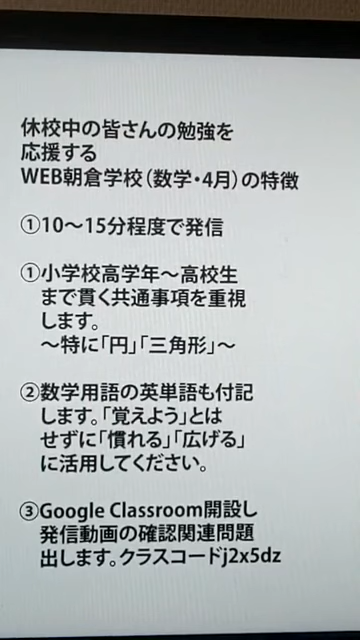 休校中の皆さんの勉強を
応援する
WEB朝倉学校（数学・4月）の特徴
①10～15分程度で発信
①小学校高学年～高校生
まで貫く共通事項を重視
します。
～特に「円」「三角形」～
②数学用語の英単語も付記
します。「覚えよう」とは
せずに「慣れる」「広げる」
に活用してください。
③Google Classroom開設し
発信動画の確認関連問題
出します。クラスコードj2x5dz